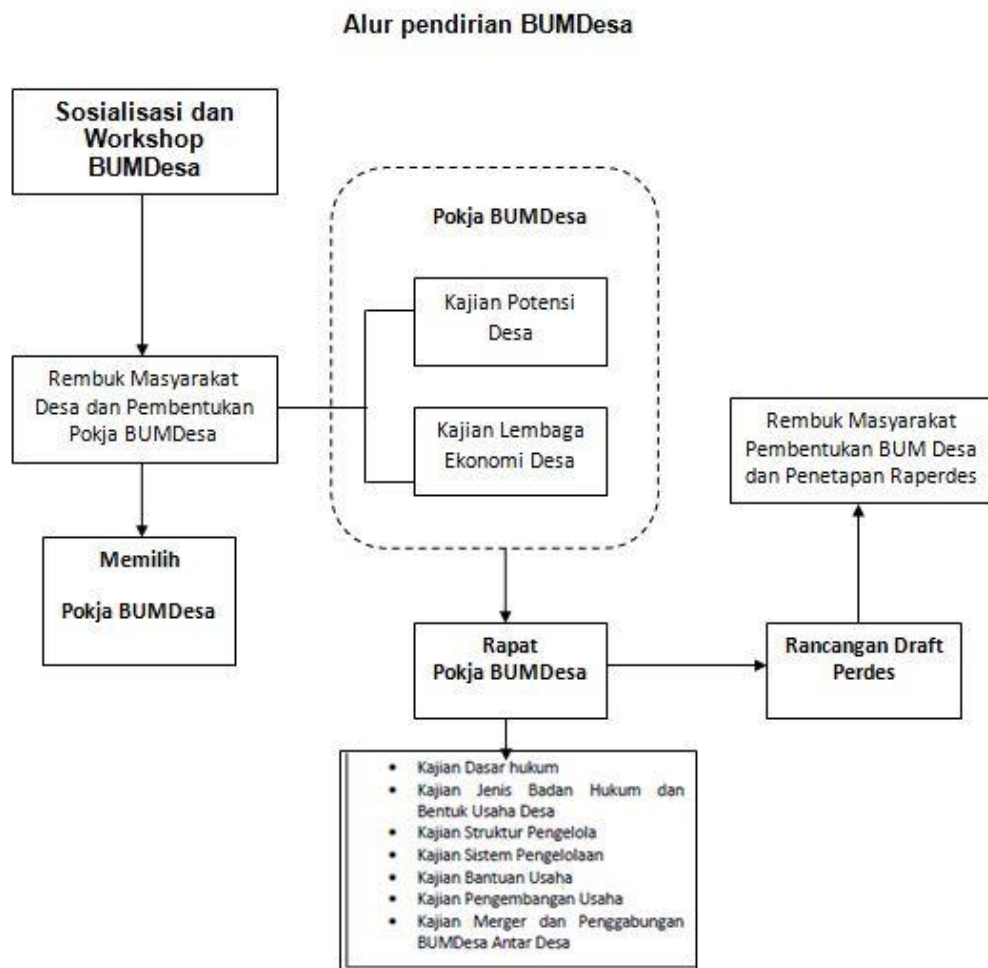 Alur pendirian BUMDesa
Sosialisasi dan
Workshop
BUMDesa
Pokja BUMDesa
Kajian Potensi
Desa
Rembuk Masyarakat
Desa dan Pembentukan
Pokja BUMDesa
Kajian Lembaga
Ekonomi Desa
Rembuk Masyarakat
Pembentukan BUM Desa
dan Penetapan Raperdes
Memilih
Pokja BUMDesa
Rapat
Pokja BUMDesa
Rancangan Draft
Perdes
• Kajian Dasar hukum
• Kajian Jenis Badan Hukum dan
Bentuk Usaha Desa
• Kajian Struktur Pengelola
• Kajian Sistem Pengelolaan
• Kajian Bantuan Usaha
• Kajian Pengembangan Usaha
• Kajian Merger dan Penggabungan
BUMDesa Antar Desa